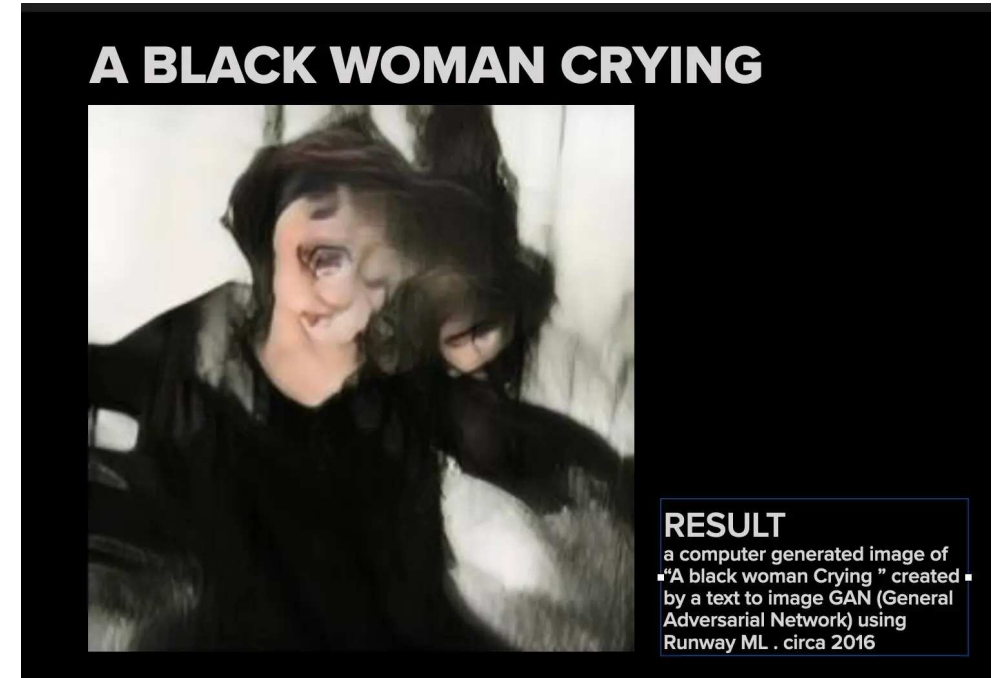 A BLACK WOMAN CRYING
RESULT
a computer generated image of
“A black woman Crying ” created
by a text to image GAN (General
Adversarial Network) using
Runway ML . circa 2016